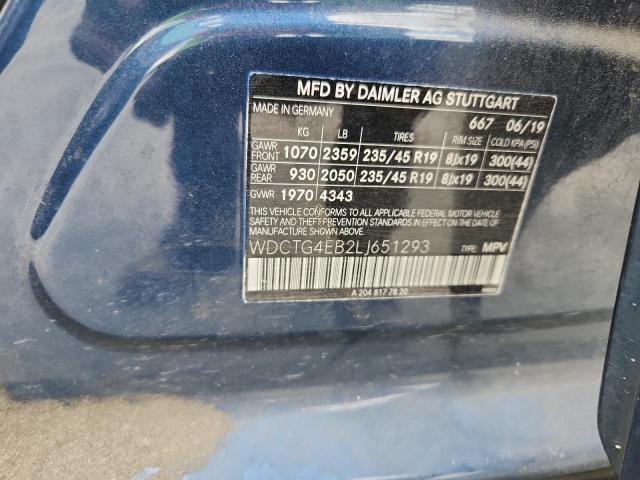 MFD BY DAIMLER AG STUTTGART
MADE IN GERMANY
667 06/19
KG LB TIRES RIM SIZE COLD KPA (PSI)
GAWR FRONT 1070 2359 235/45 R19 8Jx19 300(44)
GAWR REAR 930 2050 235/45 R19 8Jx19 300(44)
GVWR 1970 4343
THIS VEHICLE CONFORMS TO ALL APPLICABLE FEDERAL MOTOR VEHICLE
SAFETY AND THEFT PREVENTION STANDARDS IN EFFECT ON THE DATE OF
MANUFACTURE SHOWN ABOVE.
WDCTG4EB2LJ651293 TYPE: MPV
A 204 817 78 20